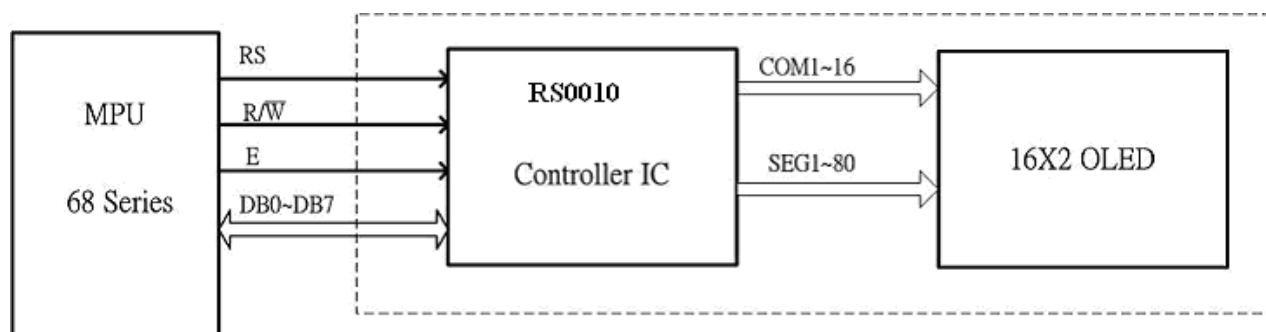 MPU
68 Series
RS
R/W̅
E
DB0~DB7
RS0010
Controller IC
COM1~16
SEG1~80
16X2 OLED